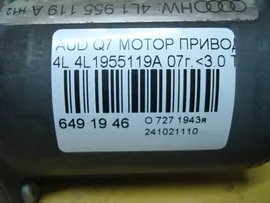 HW: 4L1 955 119 A H12
AUD Q7 МОТОР ПРИВОД
4L 4L1955119A 07г.<3.0 T
649 19 46
O 727 1943я
241021110